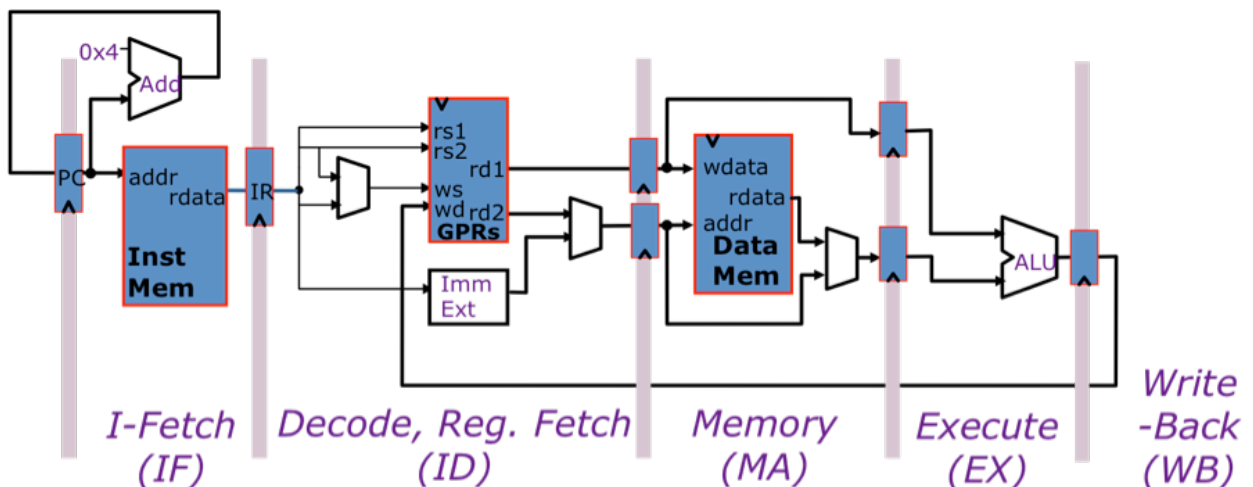 0x4
Add
PC
addr
rdata
Inst
Mem
IR
rs1
rs2
rd1
ws
wd rd2
GPRs
Imm
Ext
wdata
rdata
addr
Data
Mem
ALU
I-Fetch
(IF)
Decode, Reg. Fetch
(ID)
Memory
(MA)
Execute
(EX)
Write
-Back
(WB)